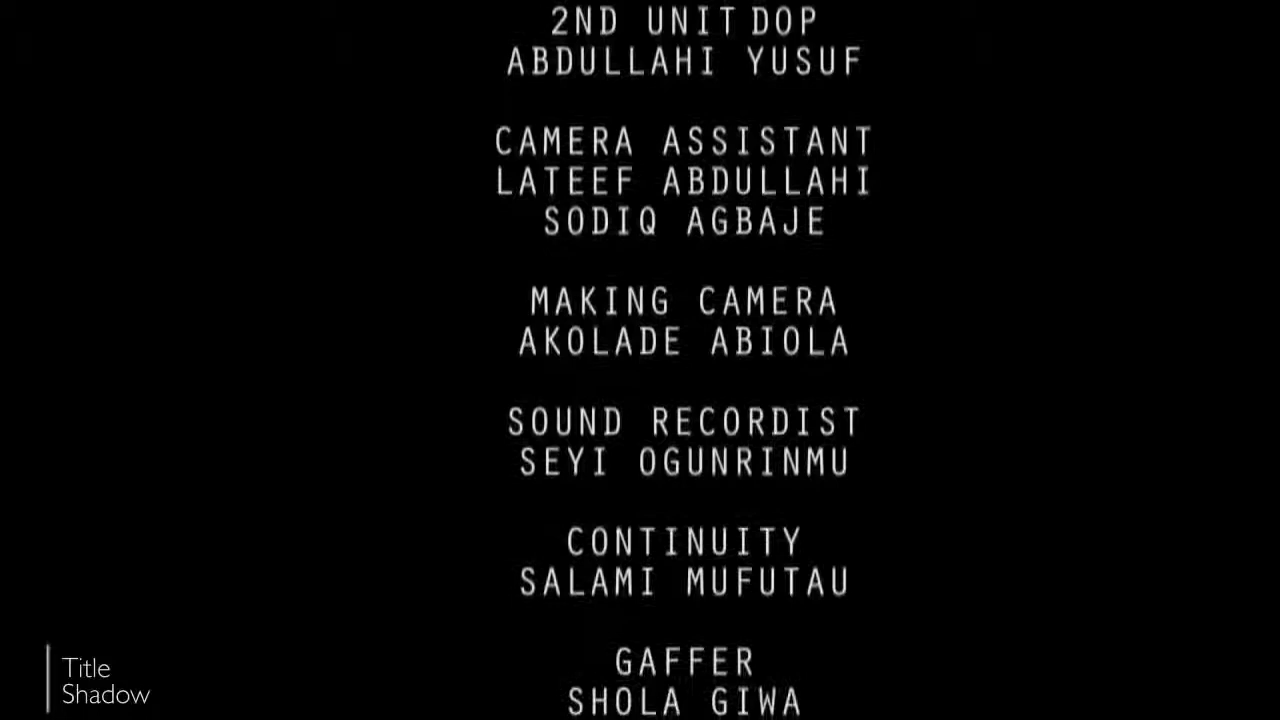 2ND UNIT DOP
ABDULLAHI YUSUF
CAMERA ASSISTANT
LATEEF ABDULLAHI
SODIQ AGBAJE
MAKING CAMERA
AKOLADE ABIOLA
SOUND RECORDIST
SEYI OGUNRINMU
CONTINUITY
SALAMI MUFUTAU
GAFFER
SHOLA GIWA
Title
Shadow